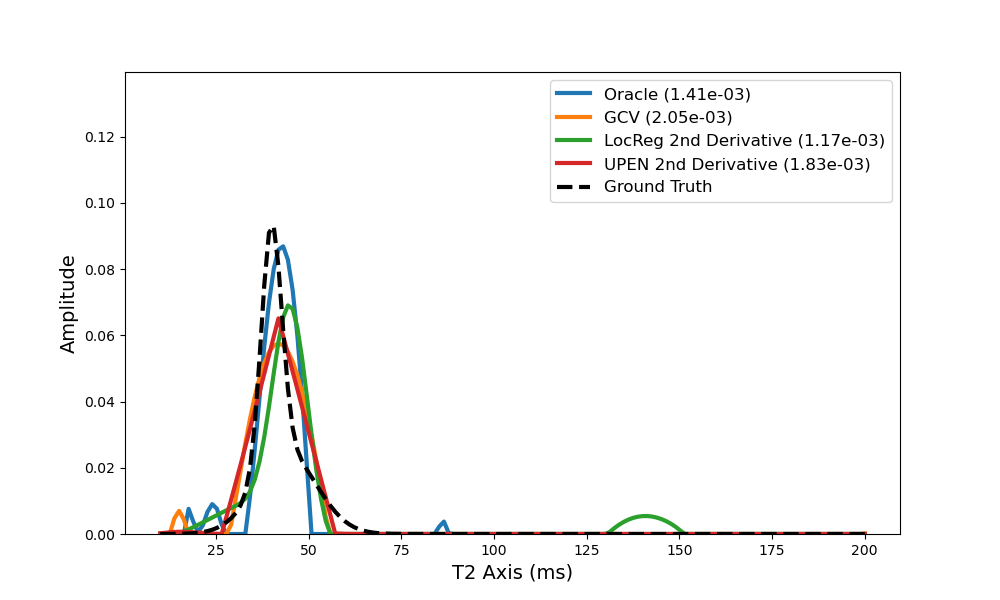 Oracle (1.41e-03)
GCV (2.05e-03)
LocReg 2nd Derivative (1.17e-03)
UPEN 2nd Derivative (1.83e-03)
Ground Truth
Amplitude
0.12
0.10
0.08
0.06
0.04
0.02
0.00
25 50 75 100 125 150 175 200
T2 Axis (ms)